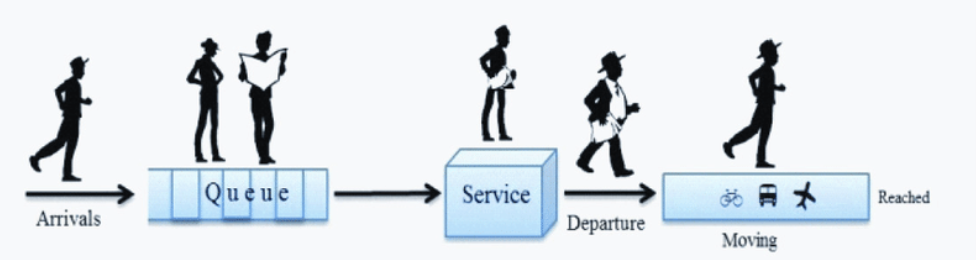 Arrivals
Queue
Service
Departure
Moving
Reached